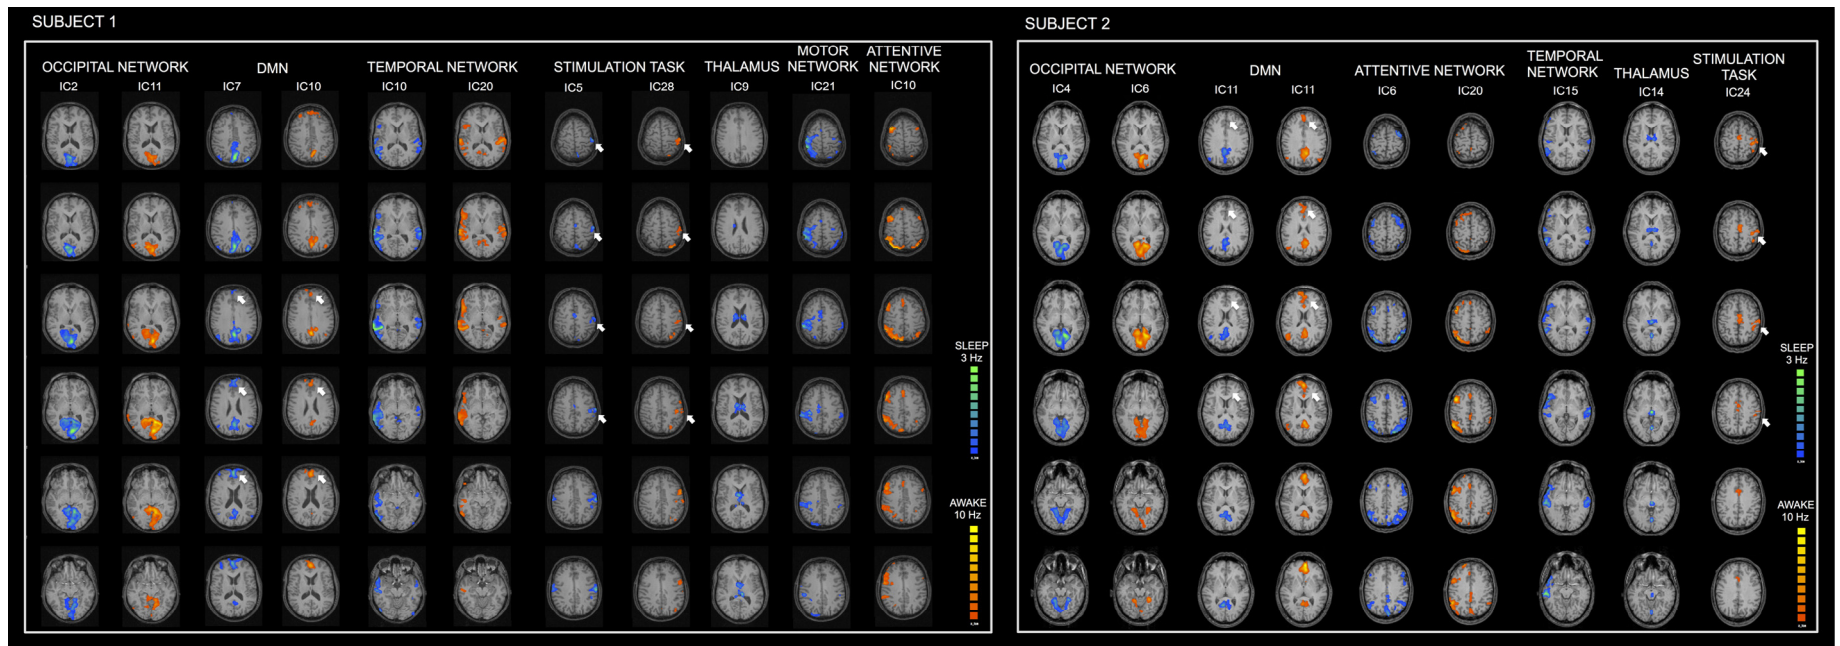 SUBJECT 1
OCCIPITAL NETWORK
DMN
TEMPORAL NETWORK
STIMULATION TASK
THALAMUS
MOTOR
NETWORK
ATTENTIVE
NETWORK
IC2
IC11
IC7
IC10
IC10
IC20
IC5
IC28
IC9
IC21
IC10
SLEEP
3 Hz
AWAKE
10 Hz
SUBJECT 2
OCCIPITAL NETWORK
DMN
ATTENTIVE NETWORK
TEMPORAL
NETWORK
THALAMUS
STIMULATION
TASK
IC4
IC6
IC11
IC11
IC6
IC20
IC15
IC14
IC24
SLEEP
3 Hz
AWAKE
10 Hz